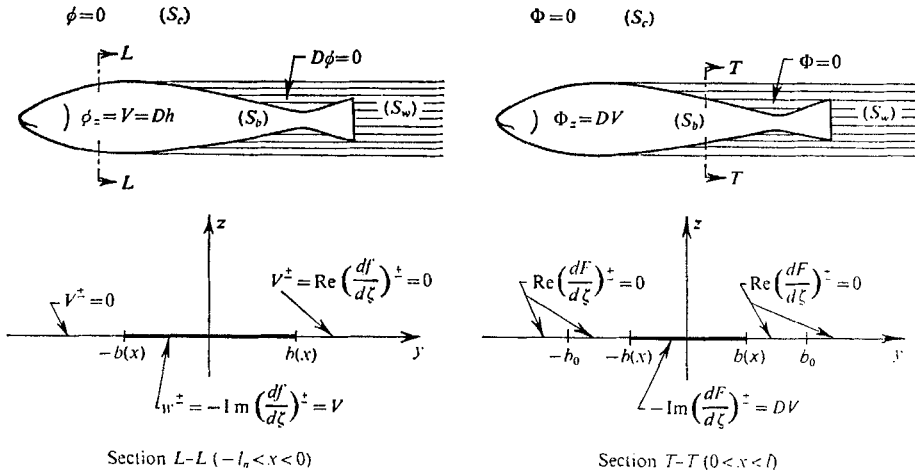 ϕ=0 (S_c)
L
Dϕ=0
ϕ_z=V=Dh (S_b) (S_w)
L
Φ=0 (S_c)
T
Φ=0
Φ_z=DV (S_b) (S_w)
T
z
V^±=0
V^±=Re(df/dζ)^±=0
-b(x) b(x) y
w^±=-Im(df/dζ)^±=V
Section L-L (-l_n<x<0)
z
Re(dF/dζ)^±=0 Re(dF/dζ)^±=0
-b_0 -b(x) b(x) b_0 y
-Im(dF/dζ)^±=DV
Section T-T (0<x<l)